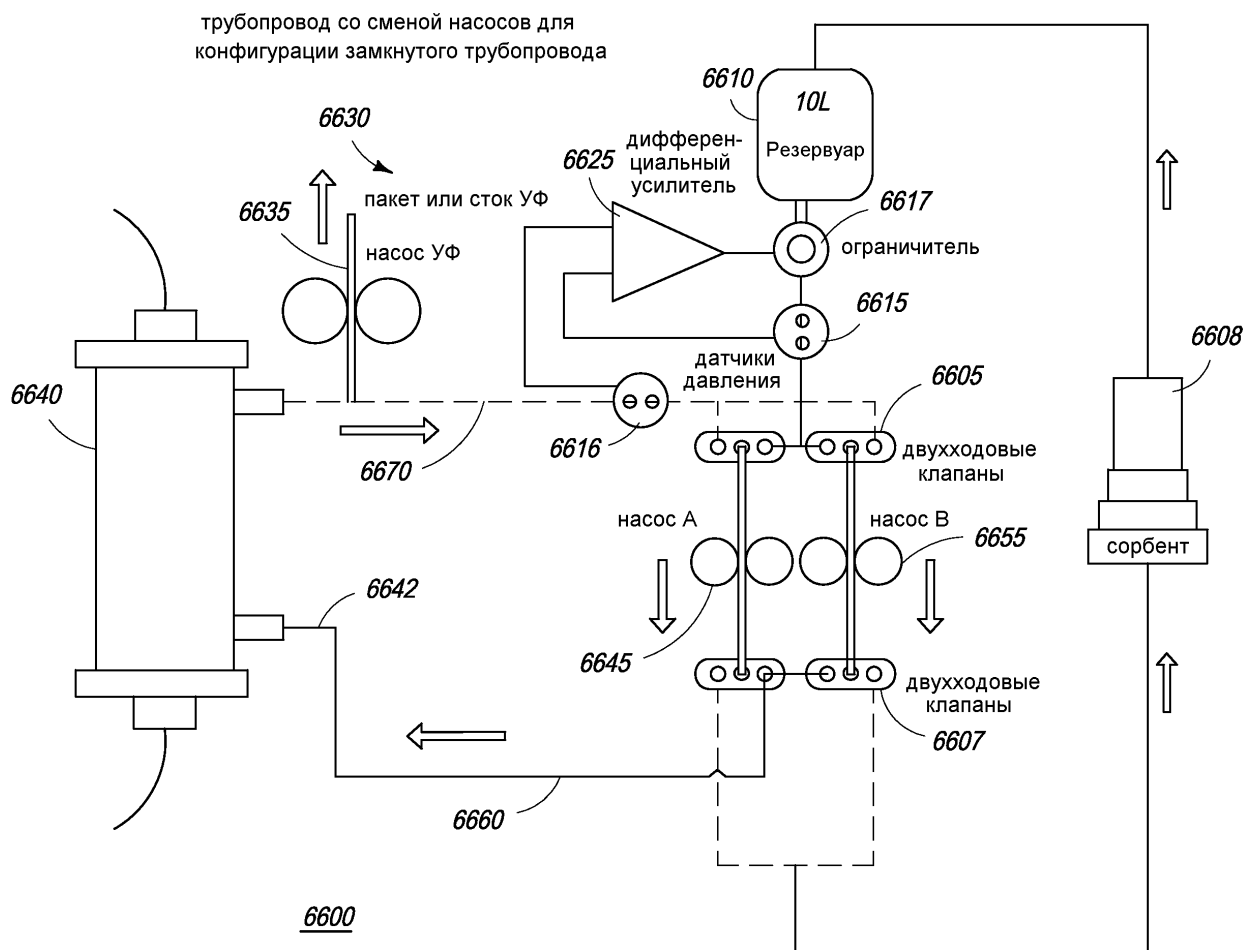 трубопровод со сменой насосов для
конфигурации замкнутого трубопровода
6610
10L
Резервуар
6630
дифферен-
циальный
усилитель
6625
пакет или сток УФ
6635
насос УФ
6617
ограничитель
6615
6608
датчики
давления
6640
6605
6616
6670
двухходовые
клапаны
насос А
насос В
6655
сорбент
6642
6645
двухходовые
клапаны
6607
6660
6600